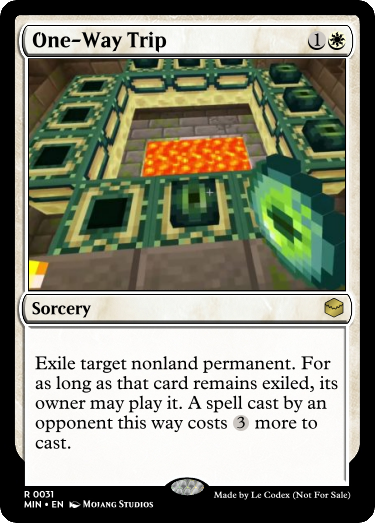 One-Way Trip 1
Sorcery
Exile target nonland permanent. For
as long as that card remains exiled, its
owner may play it. A spell cast by an
opponent this way costs 3 more to
cast.
R 0031
MIN • EN Mojang Studios
Made by Le Codex (Not For Sale)